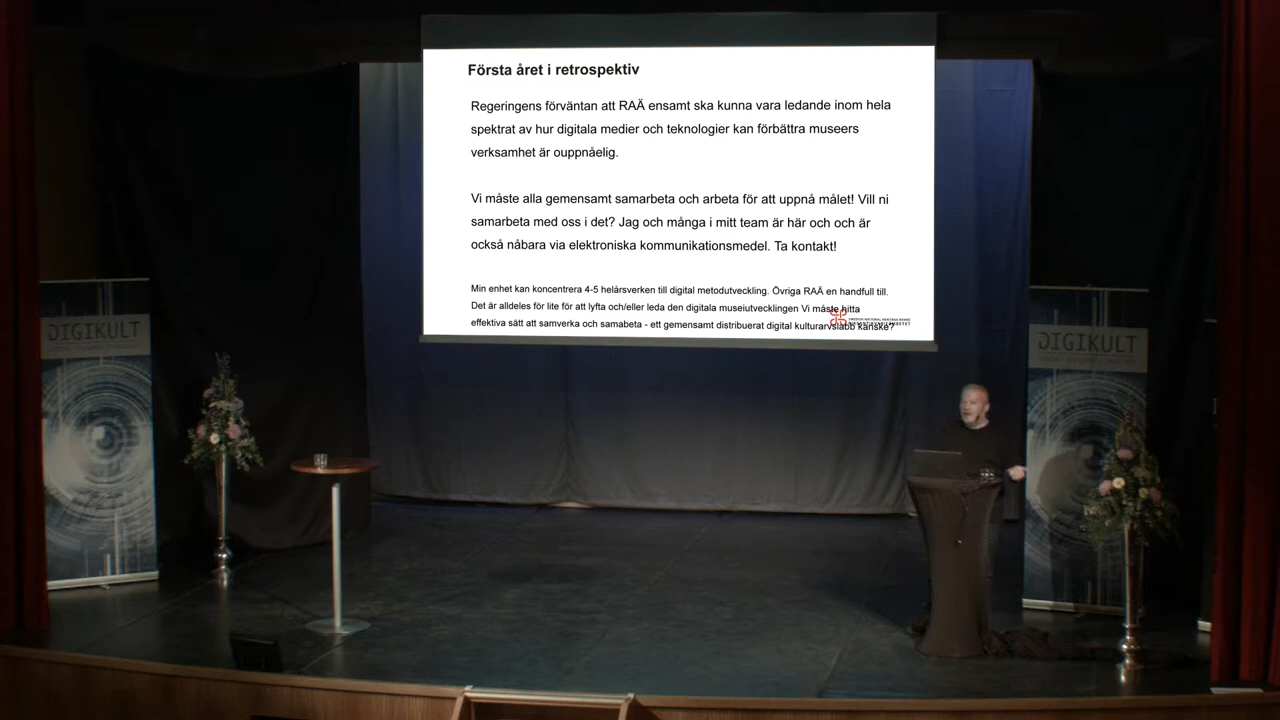 Första året i retrospektiv
Regeringens förväntan att RAÄ ensamt ska kunna vara ledande inom hela
spektrat av hur digitala medier och teknologier kan förbättra museers
verksamhet är ouppnåelig.
Vi måste alla gemensamt samarbeta och arbeta för att uppnå målet! Vill ni
samarbeta med oss i det? Jag och många i mitt team är här och och är
också nåbara via elektroniska kommunikationsmedel. Ta kontakt!
Min enhet kan koncentrera 4-5 helårsverken till digital metodutveckling. Övriga RAÄ en handfull till.
Det är alldeles för lite för att lyfta och/eller leda den digitala museiutvecklingen Vi måste hitta
effektiva sätt att samverka och samabeta - ett gemensamt distribuerat digital kulturarvslabb kanske?
SWEDISH NATIONAL HERITAGE BOARD
RIKSANTIKVARIEÄMBETET
DIGIKULT
DIGIKULT